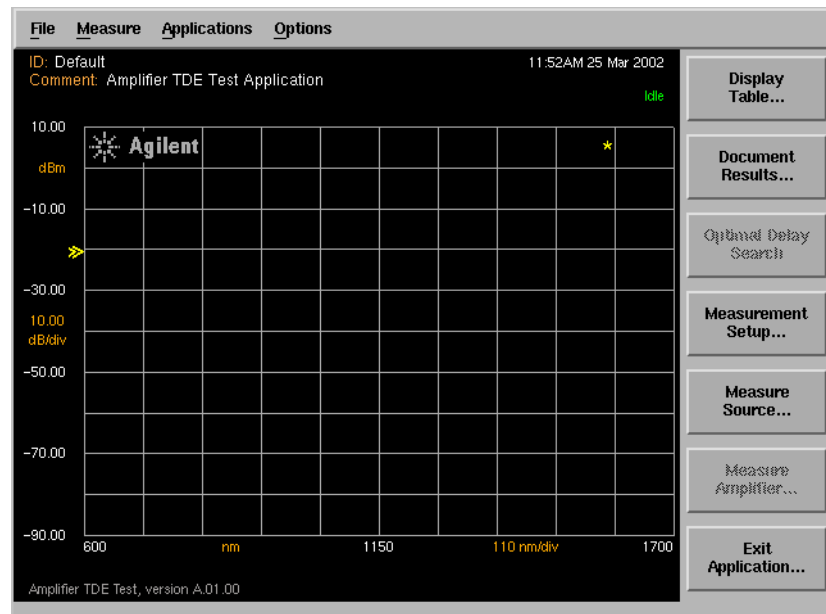 File Measure Applications Options
ID: Default
11:52AM 25 Mar 2002
Comment: Amplifier TDE Test Application
Idle
10.00
Agilent
dBm
-10.00
-30.00
10.00
dB/div
-50.00
-70.00
-90.00
600 nm 1150 110 nm/div 1700
Amplifier TDE Test, version A.01.00
Display
Table...
Document
Results...
Optimal Delay
Search
Measurement
Setup...
Measure
Source...
Measure
Amplifier...
Exit
Application...